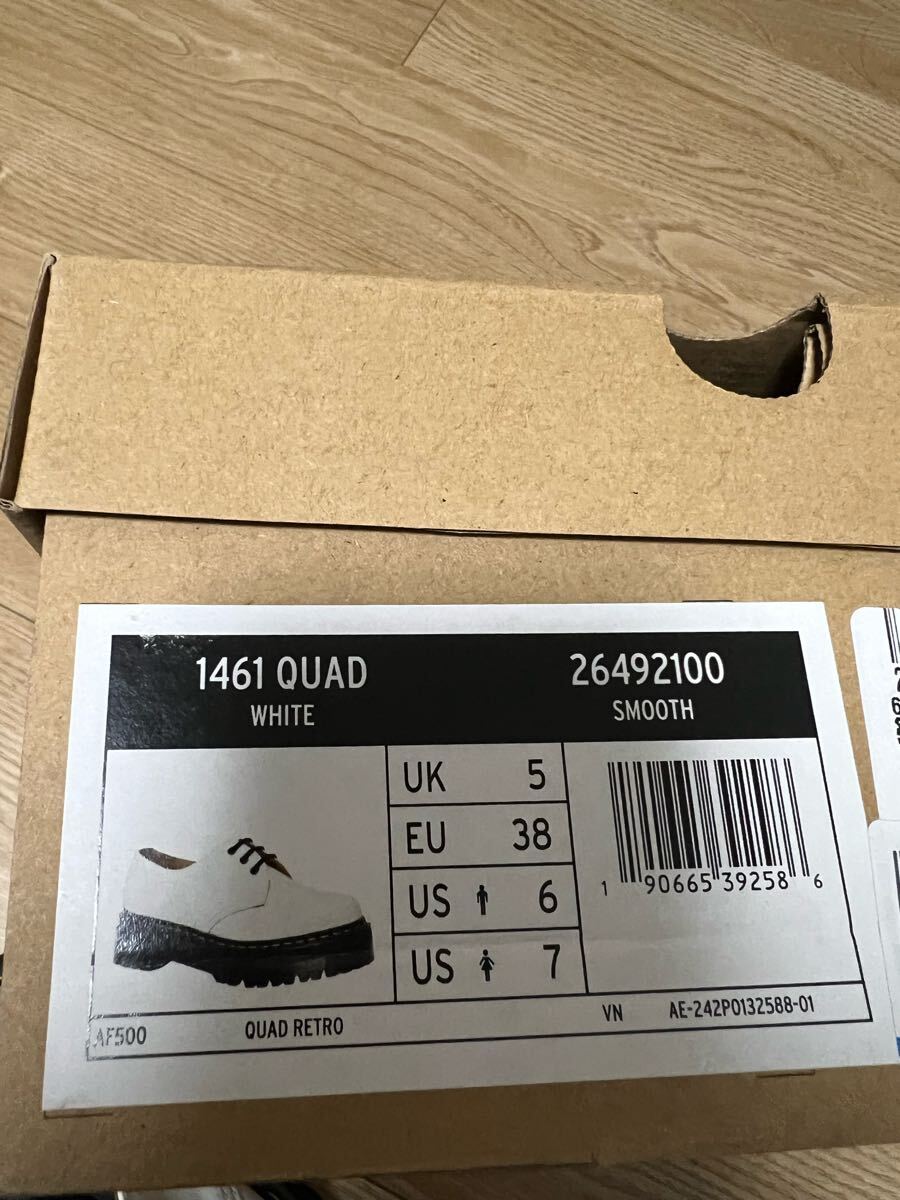 1461 QUAD
WHITE
26492100
SMOOTH
UK 5
EU 38
US 6
US 7
1 90665 39258 6
AF500
QUAD RETRO
VN
AE-242P0132588-01